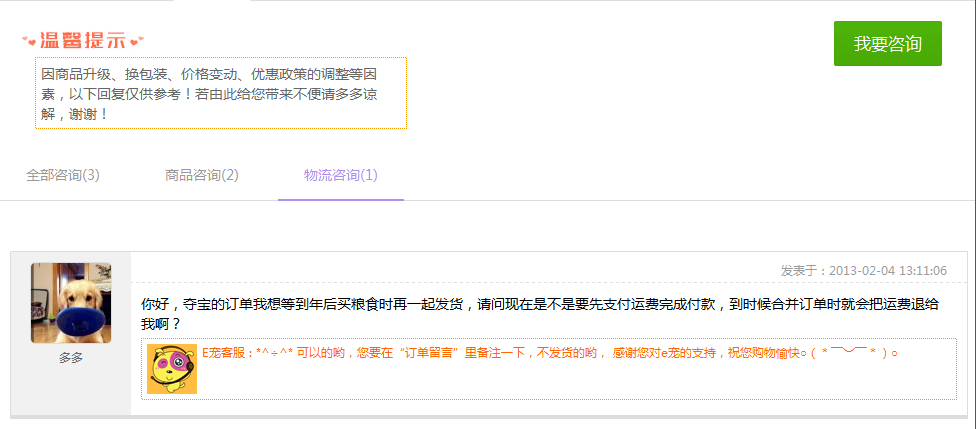 温馨提示
我要咨询
因商品升级、换包装、价格变动、优惠政策的调整等因
素，以下回复仅供参考！若由此给您带来不便请多多谅
解，谢谢！
全部咨询(3)
商品咨询(2)
物流咨询(1)
发表于：2013-02-04 13:11:06
你好，夺宝的订单我想等到年后买粮食时再一起发货，请问现在是不是要先支付运费完成付款，到时候合并订单时就会把运费退给
我啊？
多多
E宠客服：*^÷^* 可以的哟，您要在“订单留言”里备注一下，不发货的哟， 感谢您对e宠的支持，祝您购物愉快○（＊￣︶￣＊）○